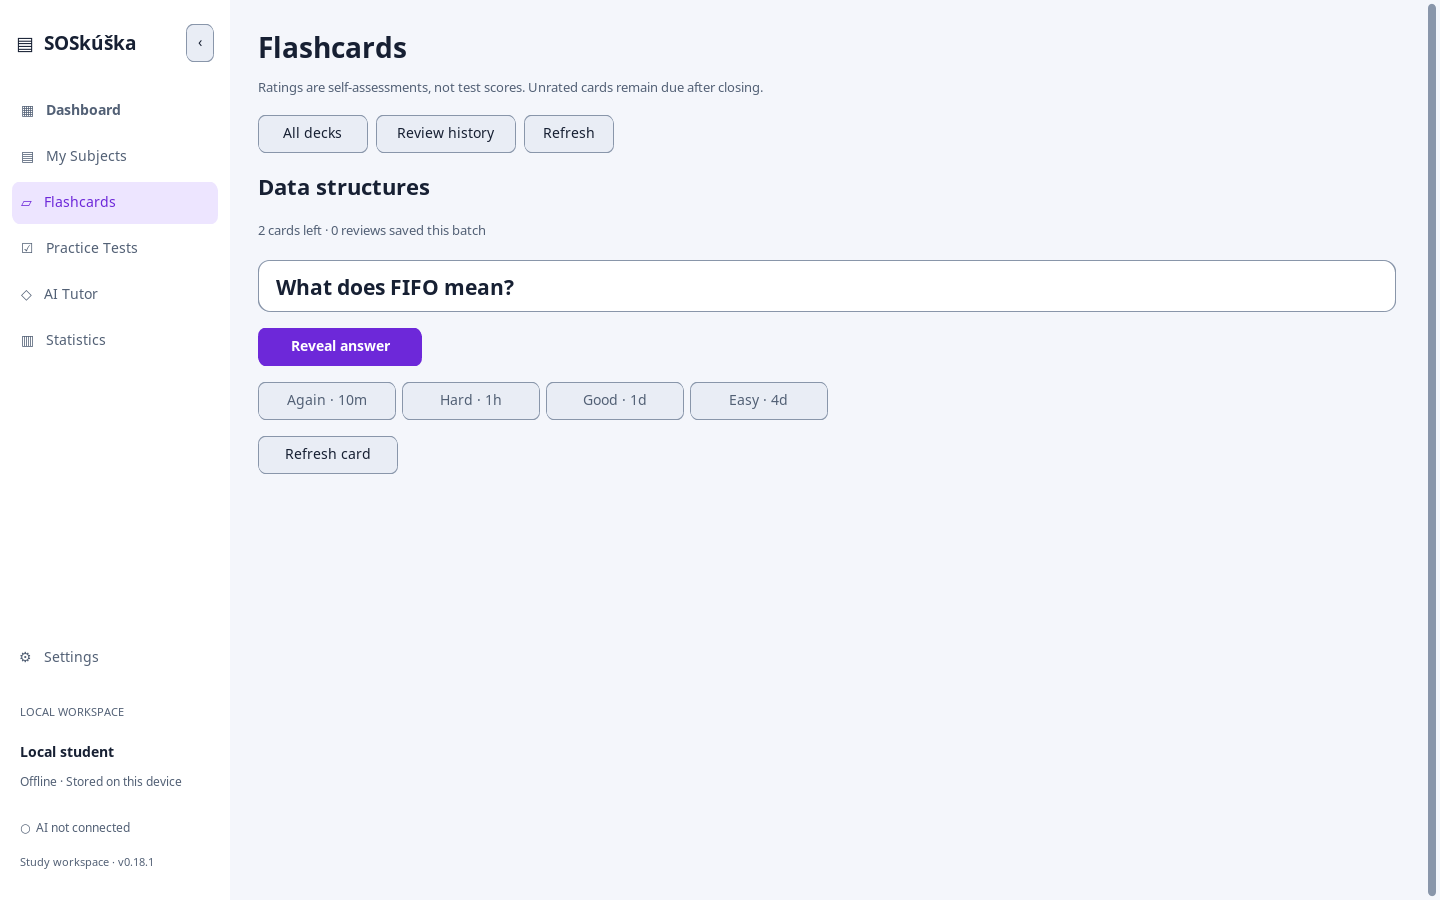 SOSkúška
‹
Dashboard
My Subjects
Flashcards
Practice Tests
AI Tutor
Statistics
Settings
LOCAL WORKSPACE
Local student
Offline · Stored on this device
AI not connected
Study workspace · v0.18.1
Flashcards
Ratings are self-assessments, not test scores. Unrated cards remain due after closing.
All decks
Review history
Refresh
Data structures
2 cards left · 0 reviews saved this batch
What does FIFO mean?
Reveal answer
Again · 10m
Hard · 1h
Good · 1d
Easy · 4d
Refresh card